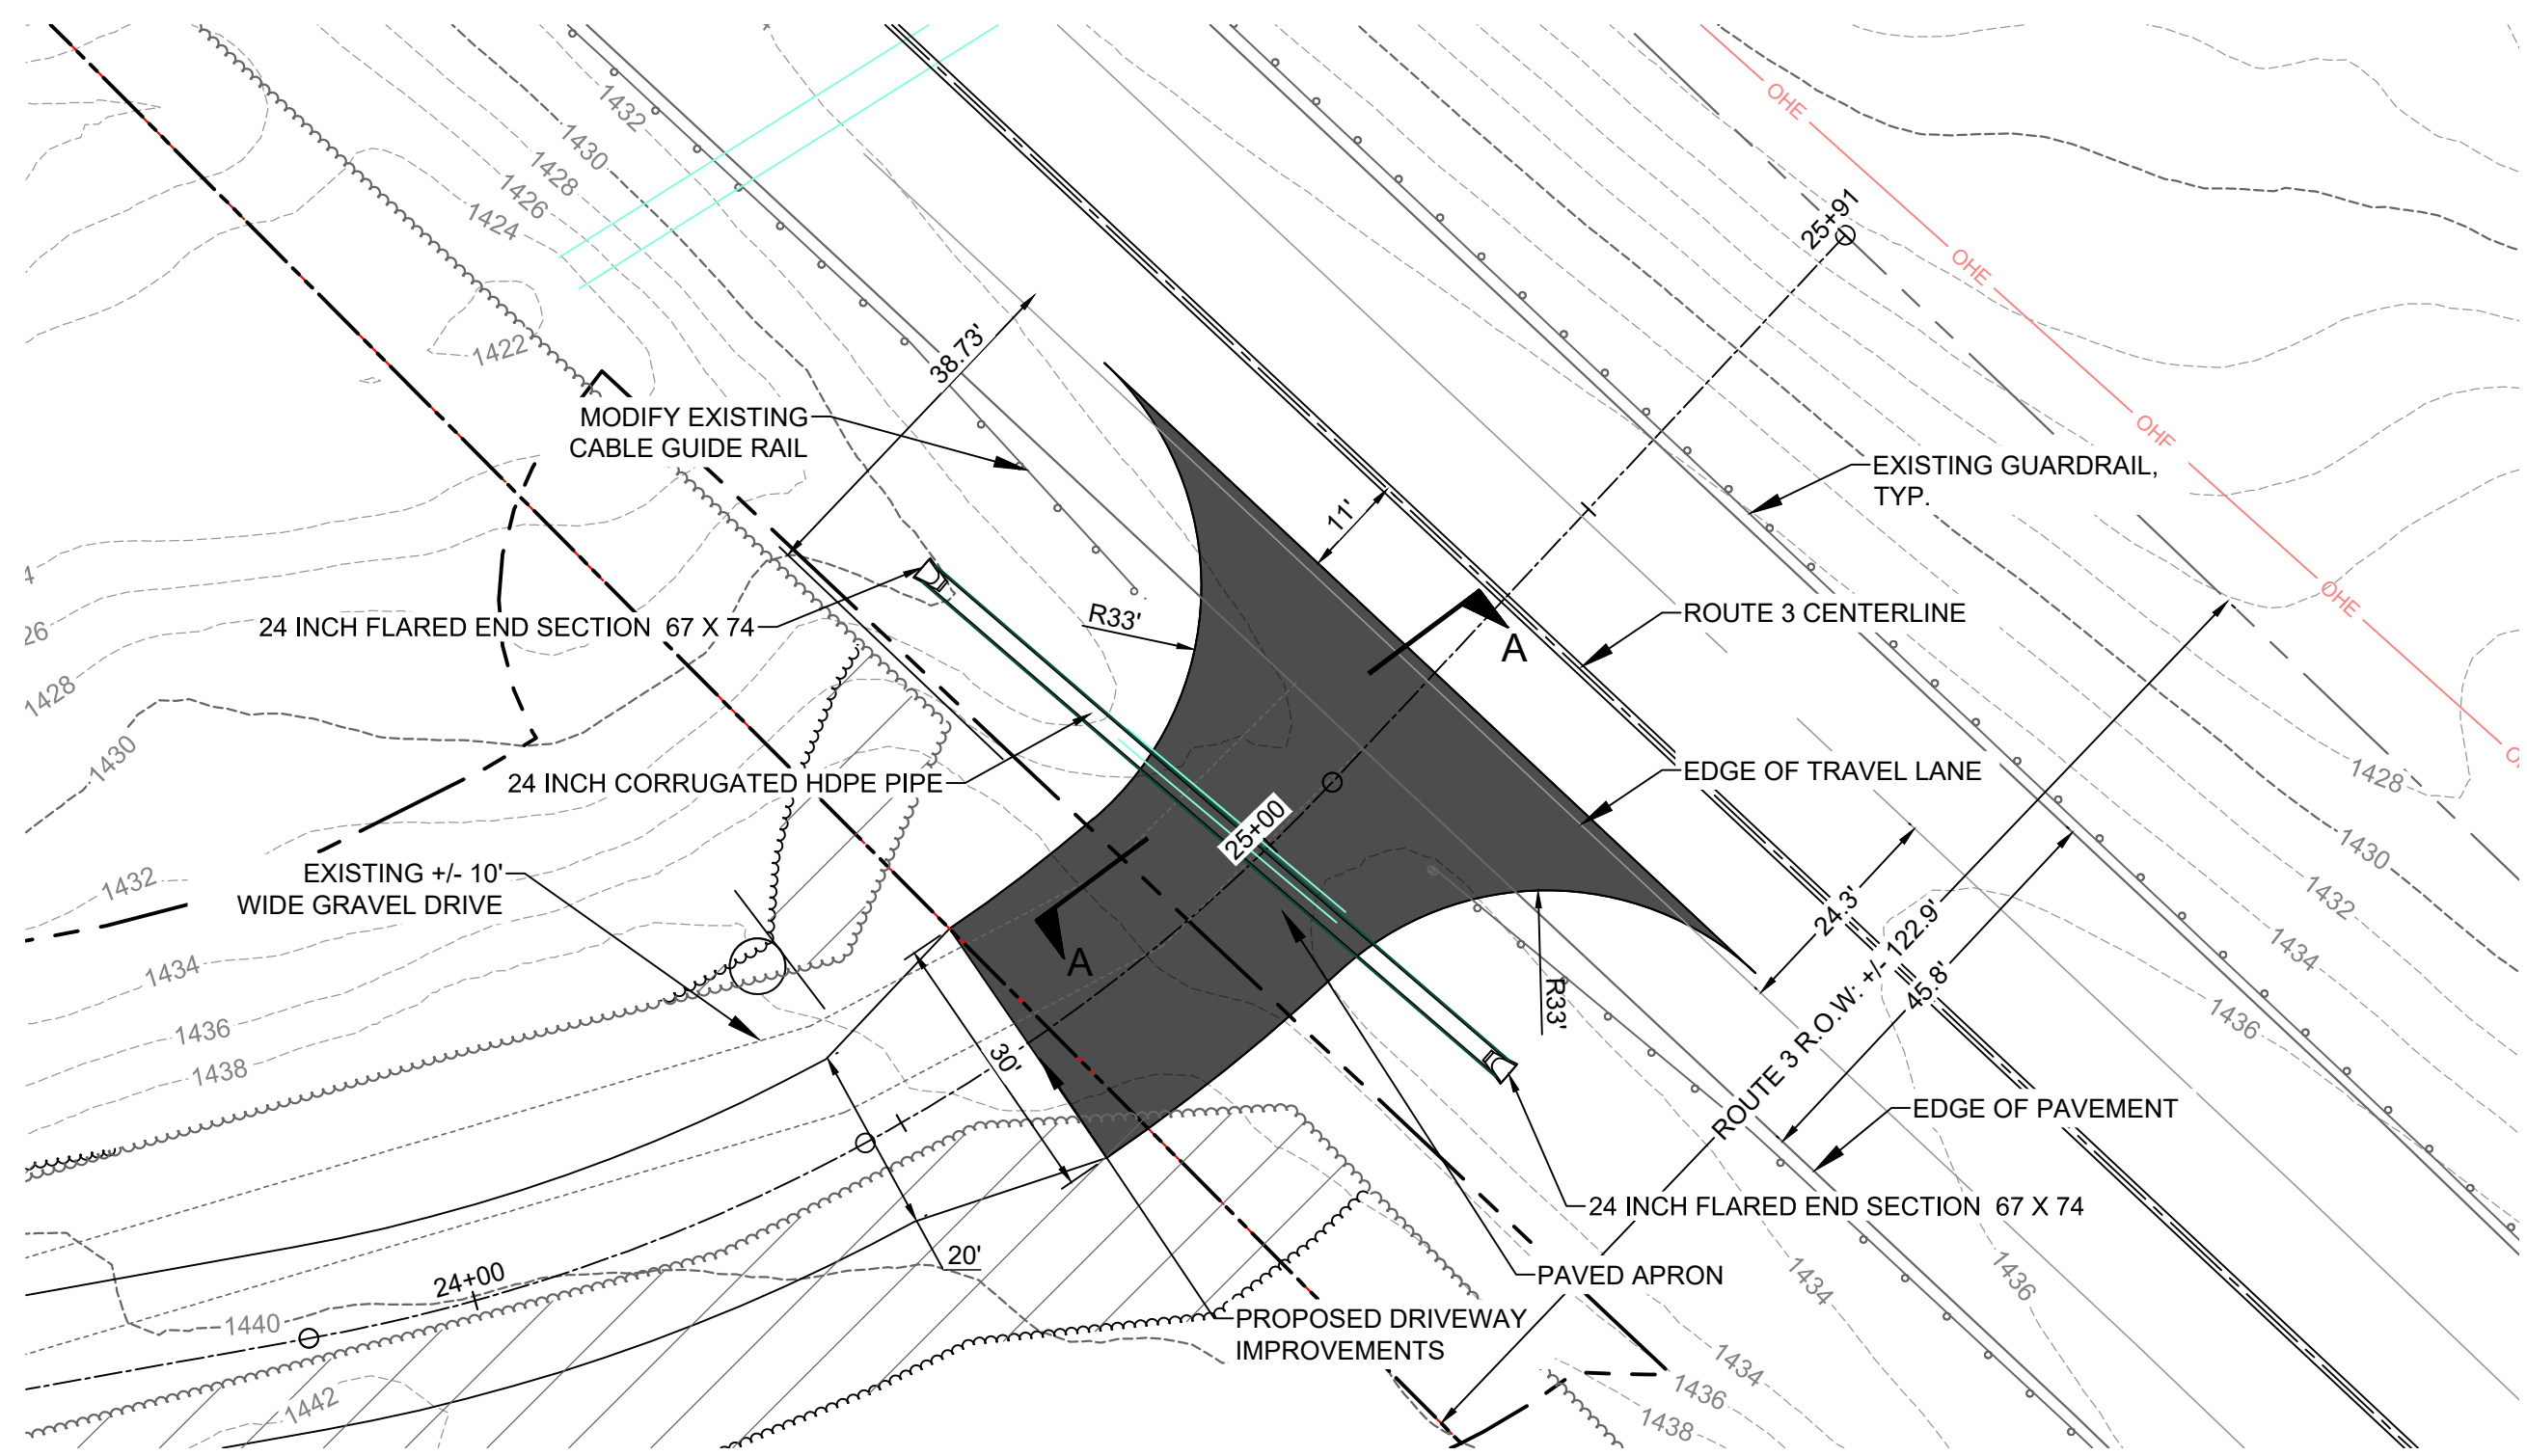 OHE
1432
1430
1428
1426
1424
25+91
OHE
1422
38.73'
MODIFY EXISTING
CABLE GUIDE RAIL
OHE
EXISTING GUARDRAIL,
TYP.
11'
OHE
24 INCH FLARED END SECTION 67 X 74
R33'
ROUTE 3 CENTERLINE
A
4
26
1428
1430
24 INCH CORRUGATED HDPE PIPE
EDGE OF TRAVEL LANE
O
1428
25+00
1430
1432
EXISTING +/- 10'
WIDE GRAVEL DRIVE
1432
24.3'
ROUTE 3 R.O.W: +/- 122.9'
45.8'
1434
1436
A
1434
1436
1438
30'
R33'
EDGE OF PAVEMENT
24 INCH FLARED END SECTION 67 X 74
20'
24+00
PAVED APRON
1434
1436
1440
PROPOSED DRIVEWAY
IMPROVEMENTS
1442
1434
1436
1438